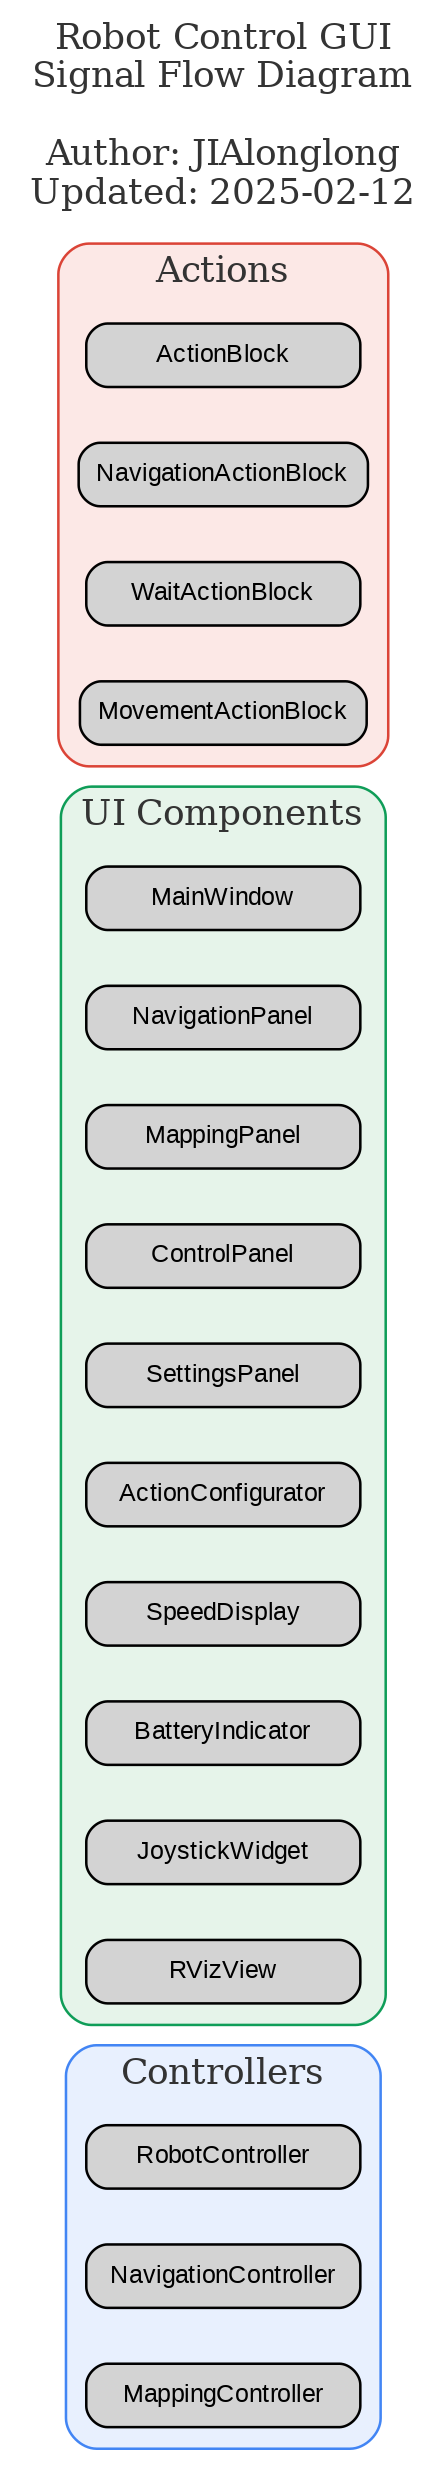 Robot Control GUI
Signal Flow Diagram
Author: JIAlonglong
Updated: 2025-02-12
Actions
ActionBlock
NavigationActionBlock
WaitActionBlock
MovementActionBlock
UI Components
MainWindow
NavigationPanel
MappingPanel
ControlPanel
SettingsPanel
ActionConfigurator
SpeedDisplay
BatteryIndicator
JoystickWidget
RVizView
Controllers
RobotController
NavigationController
MappingController